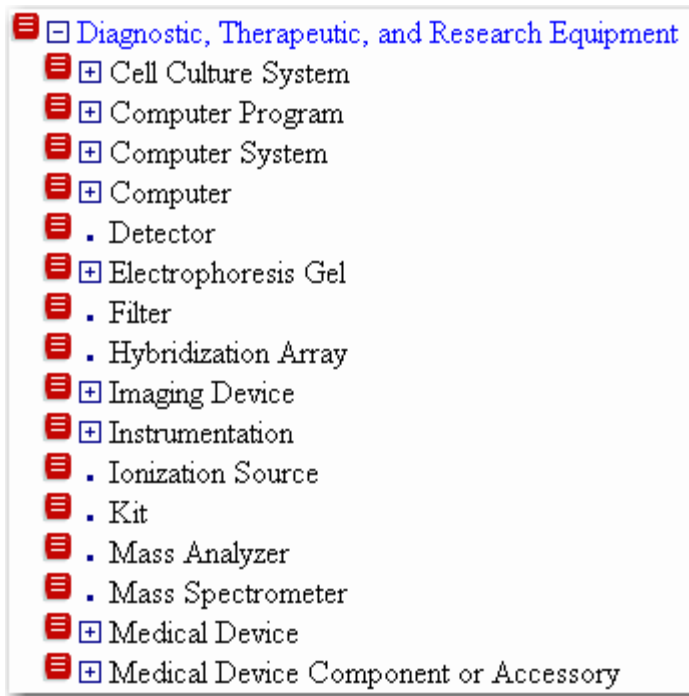 Diagnostic, Therapeutic, and Research Equipment
Cell Culture System
Computer Program
Computer System
Computer
Detector
Electrophoresis Gel
Filter
Hybridization Array
Imaging Device
Instrumentation
Ionization Source
Kit
Mass Analyzer
Mass Spectrometer
Medical Device
Medical Device Component or Accessory